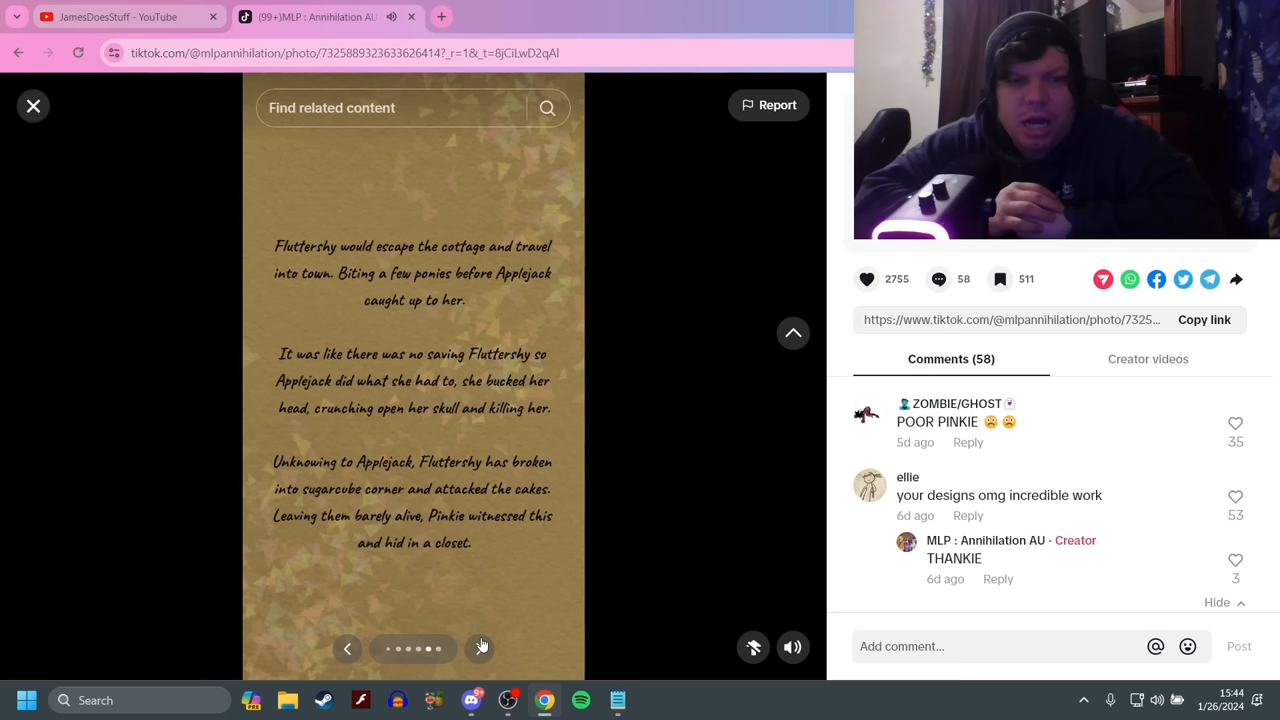 JamesDoesStuff - YouTube
(99+)MLP : Annihilation AU
tiktok.com/@mlpannihilation/photo/7325889323633626414?_r=1&_t=8jCiLwD2qAl
Find related content
Report
Fluttershy would escape the cottage and travel
into town. Biting a few ponies before Applejack
caught up to her.
It was like there was no saving Fluttershy so
Applejack did what she had to, she bucked her
head, crunching open her skull and killing her.
Unknowing to Applejack, Fluttershy has broken
into sugarcube corner and attacked the cakes.
Leaving them barely alive, Pinkie witnessed this
and hid in a closet.
2755
58
511
https://www.tiktok.com/@mlpannihilation/photo/7325...
Copy link
Comments (58)
Creator videos
🧟ZOMBIE/GHOST👻
POOR PINKIE ☹️ ☹️
5d ago Reply
35
ellie
your designs omg incredible work
6d ago Reply
53
MLP : Annihilation AU · Creator
THANKIE
6d ago Reply
3
Hide
Add comment...
Post
Search
PRE
9+
15:44
1/26/2024